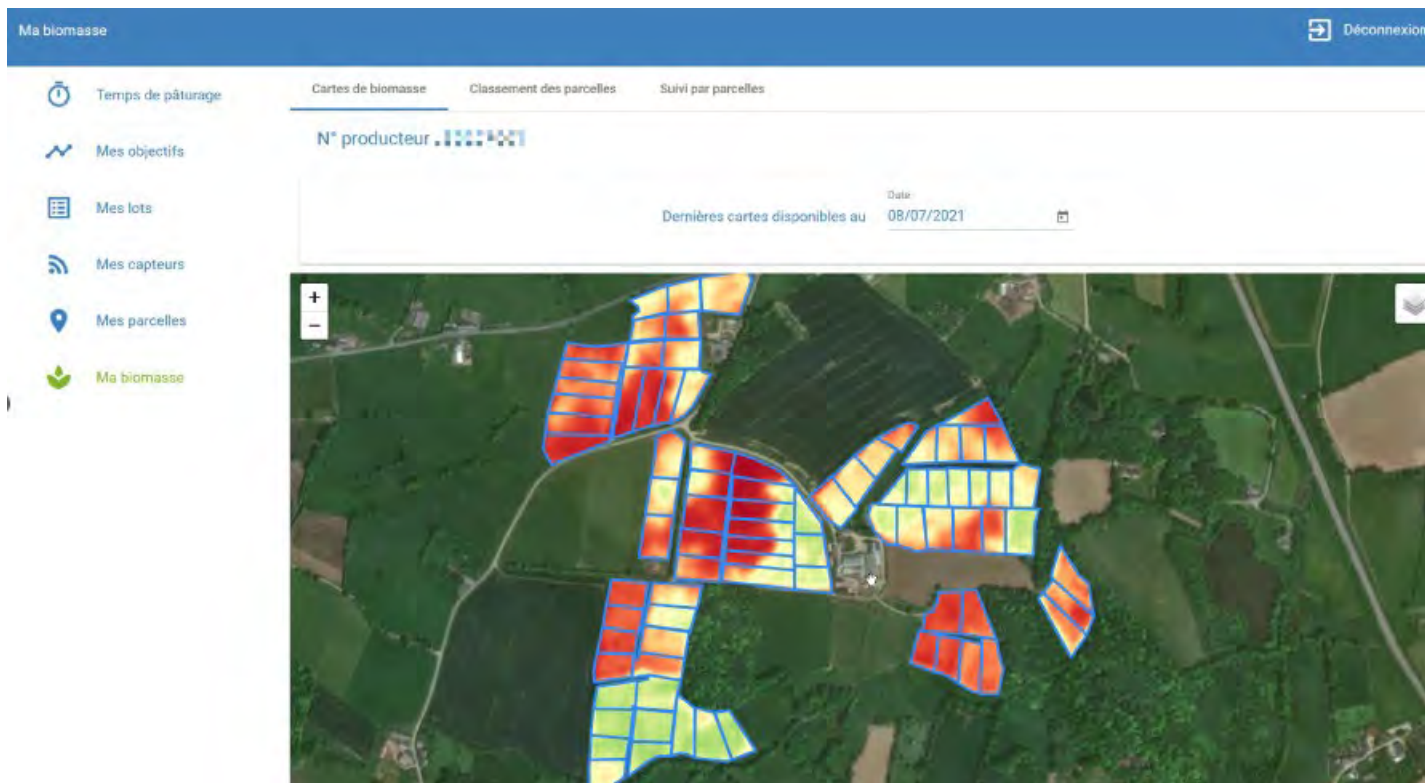 Ma biomasse
Déconnexion
Temps de pâturage
Mes objectifs
Mes lots
Mes capteurs
Mes parcelles
Ma biomasse
Cartes de biomasse
Classement des parcelles
Suivi par parcelles
N° producteur
Dernières cartes disponibles au
Date
08/07/2021
+
−